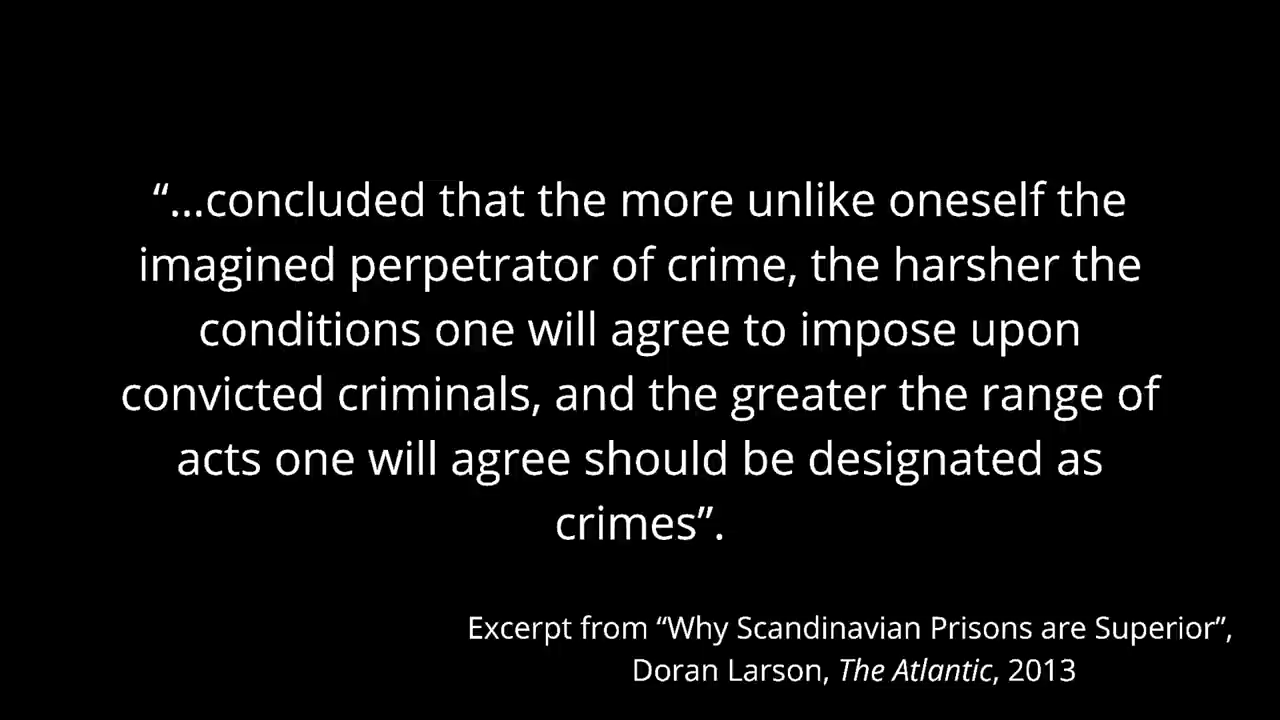 “...concluded that the more unlike oneself the
imagined perpetrator of crime, the harsher the
conditions one will agree to impose upon
convicted criminals, and the greater the range of
acts one will agree should be designated as
crimes”.
Excerpt from “Why Scandinavian Prisons are Superior”,
Doran Larson, The Atlantic, 2013